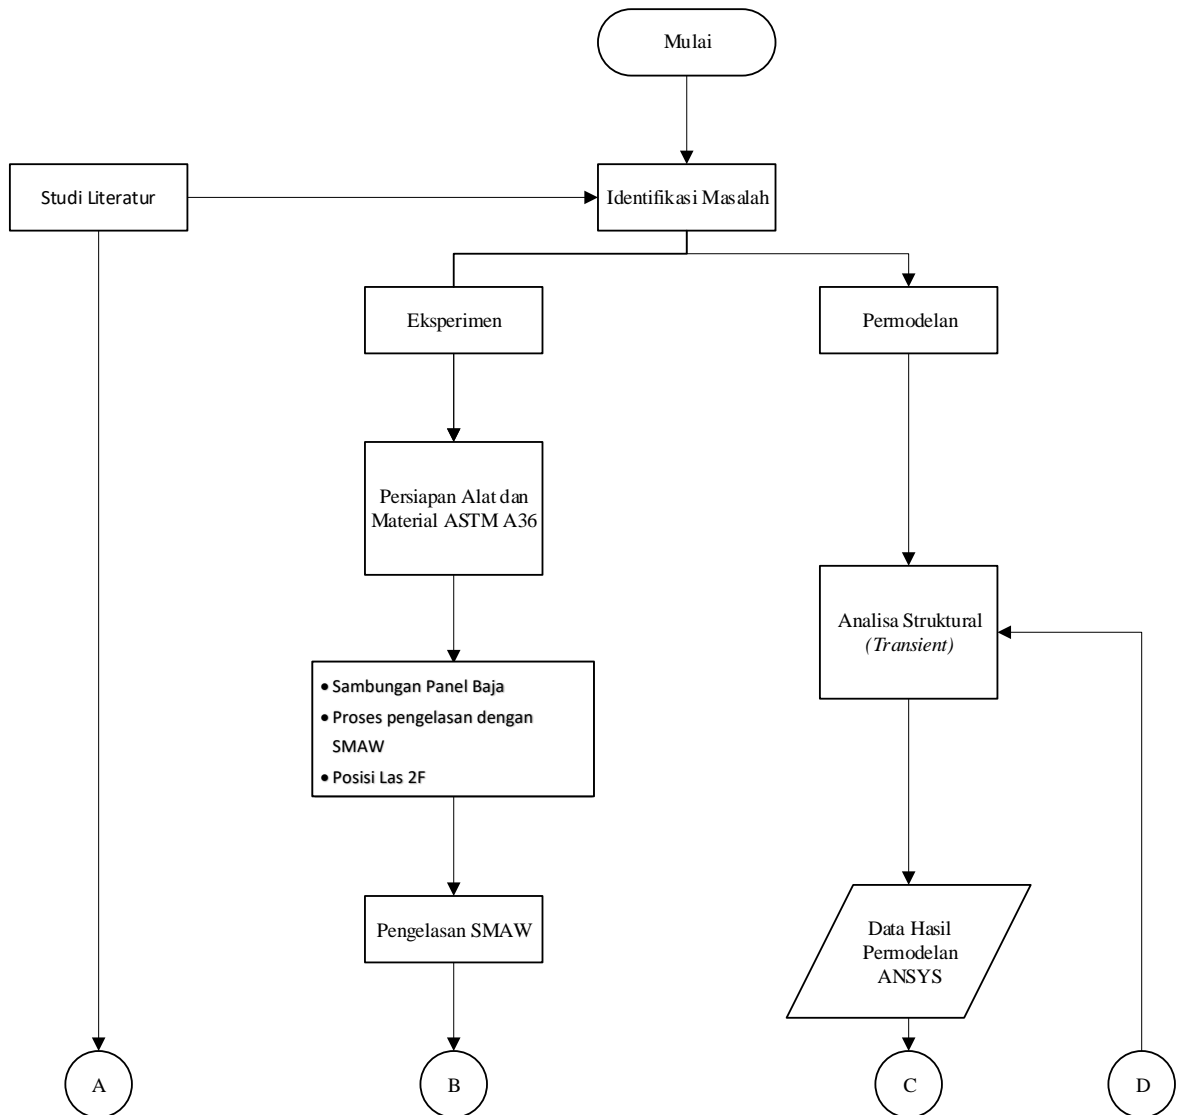 Mulai
Studi Literatur
Identifikasi Masalah
Eksperimen
Permodelan
Persiapan Alat dan
Material ASTM A36
Analisa Struktural
(Transient)
• Sambungan Panel Baja
• Proses pengelasan dengan
SMAW
• Posisi Las 2F
Pengelasan SMAW
Data Hasil
Permodelan
ANSYS
A
B
C
D